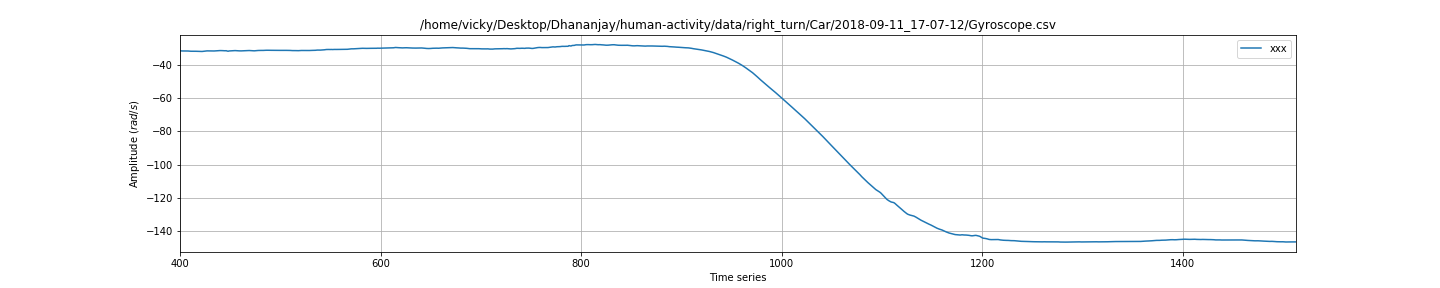 /home/vicky/Desktop/Dhananjay/human-activity/data/right_turn/Car/2018-09-11_17-07-12/Gyroscope.csv
xxx
Amplitude (rad/s)
−40
−60
−80
−100
−120
−140
400 600 800 1000 1200 1400
Time series